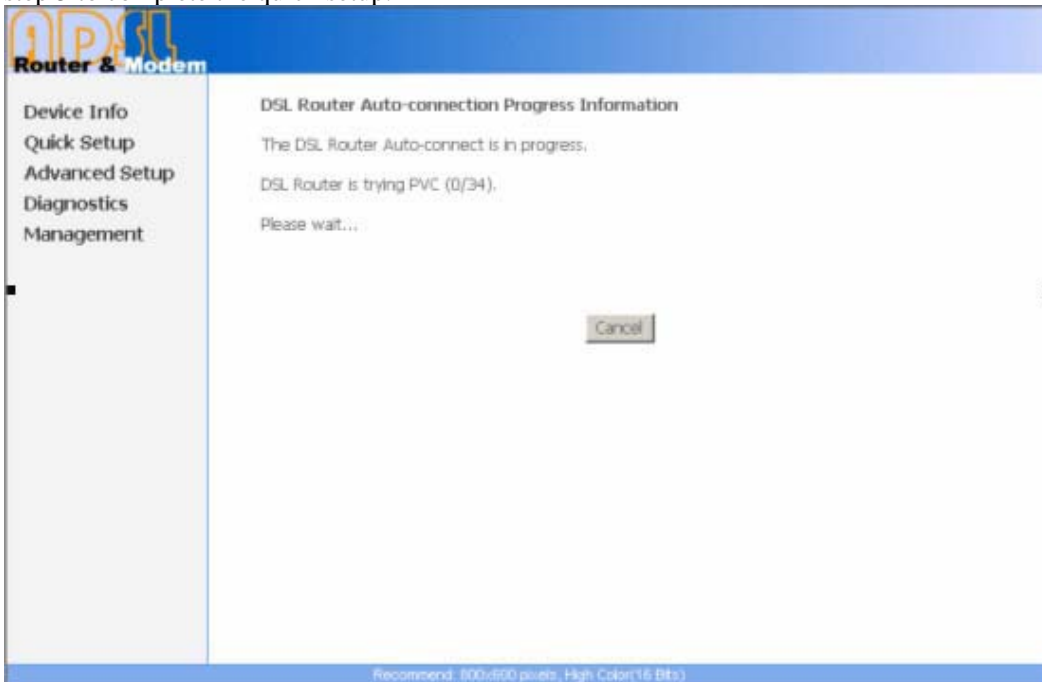 ADSL
Router & Modem
Device Info
Quick Setup
Advanced Setup
Diagnostics
Management
DSL Router Auto-connection Progress Information
The DSL Router Auto-connect is in progress.
DSL Router is trying PVC (0/34).
Please wait...
Cancel
Recommend: 800x600 pixels, High Color(16 Bits)